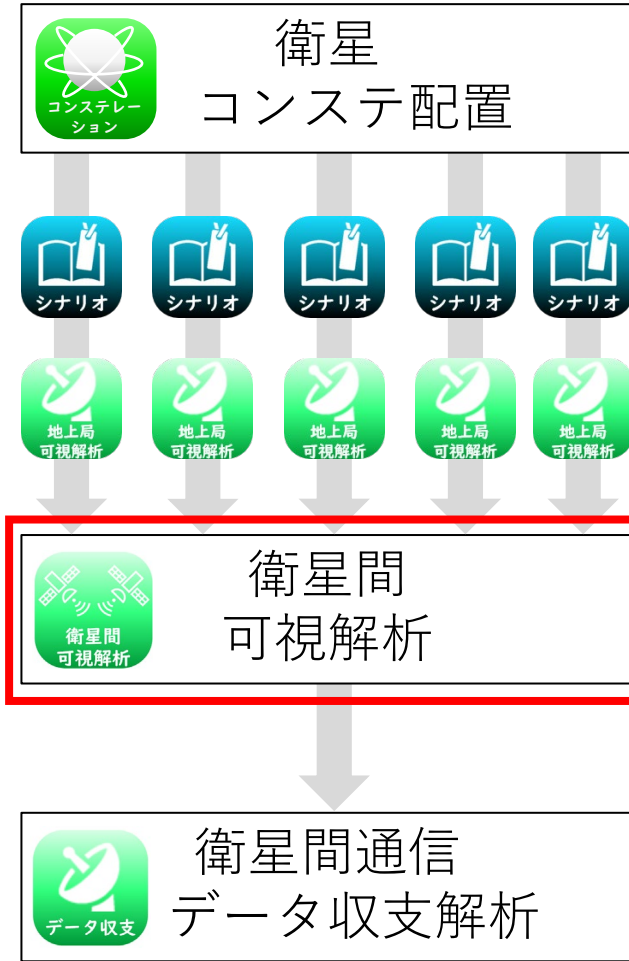 コンステレー
ション
衛星
コンステ配置
シナリオ
シナリオ
シナリオ
シナリオ
シナリオ
地上局
可視解析
地上局
可視解析
地上局
可視解析
地上局
可視解析
地上局
可視解析
衛星間
可視解析
衛星間
可視解析
データ収支
衛星間通信
データ収支解析